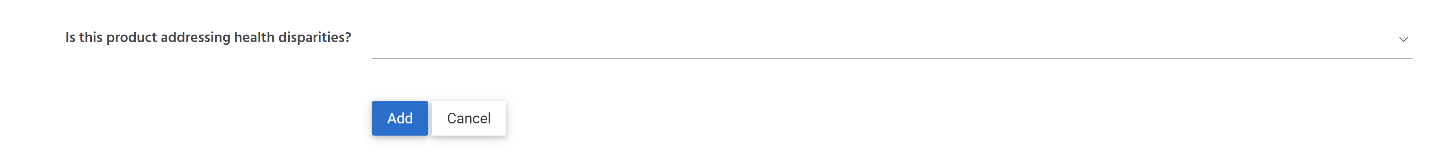 Is this product addressing health disparities?
Add
Cancel